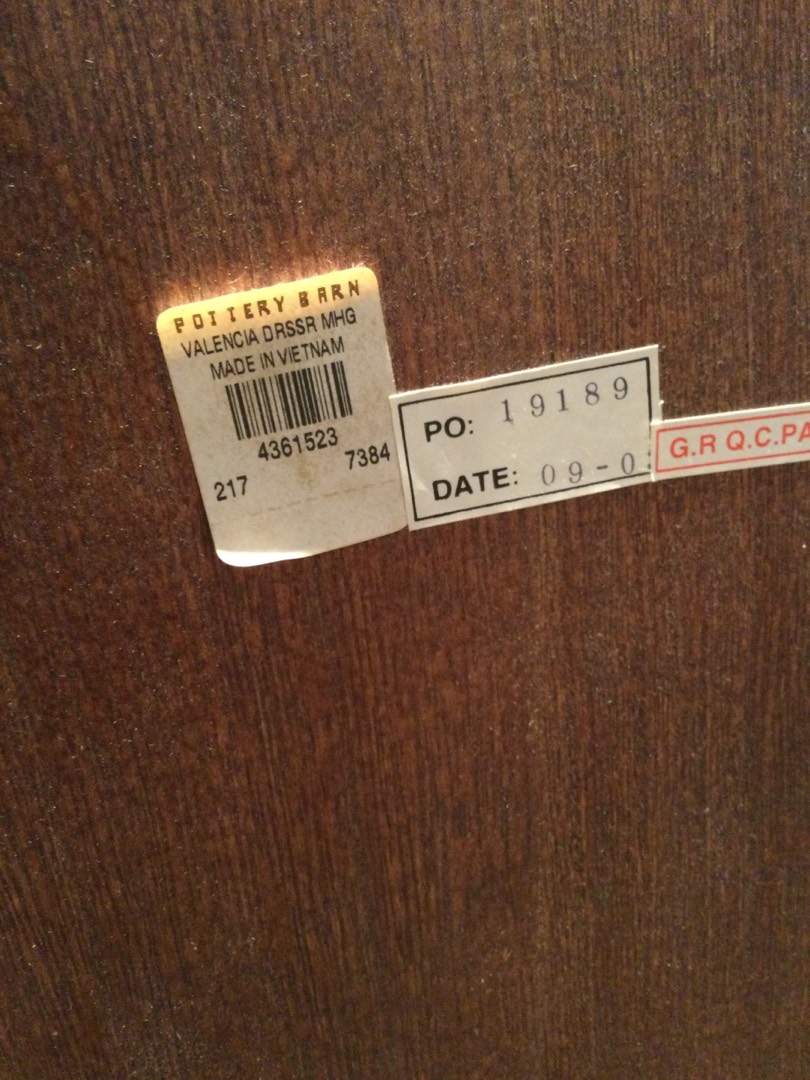 POTTERY BARN
VALENCIA DRSSR MHG
MADE IN VIETNAM
4361523
217 7384
PO: 19189
DATE: 09-0
G.R Q.C.PA